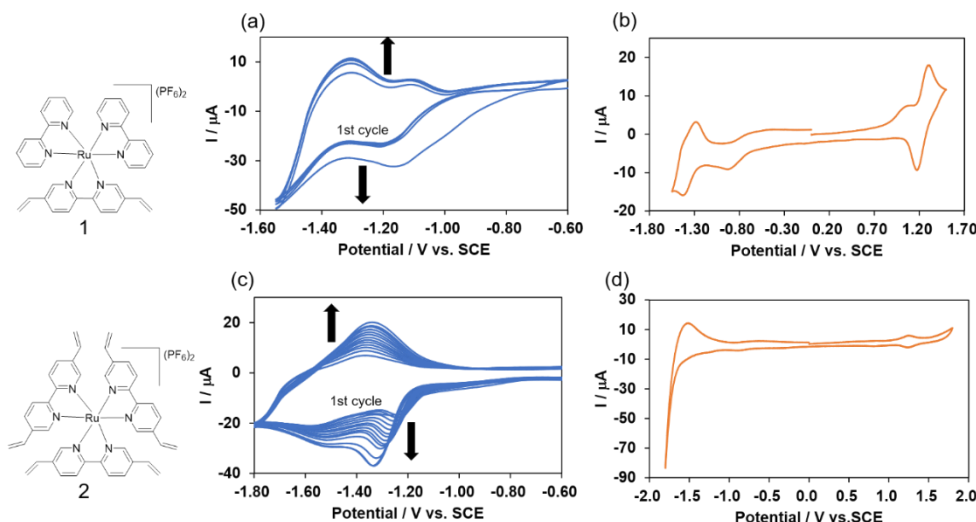 (a)
(b)
(PF₆)₂
N
N
N
N
Ru
N
N
1
I / µA
30
10
-10
-30
-50
1st cycle
-1.60
-1.40
-1.20
-1.00
-0.80
-0.60
Potential / V vs. SCE
I / µA
20
10
0
-10
-20
-1.80
-1.30
-0.80
-0.30
0.20
0.70
1.20
1.70
Potential / V vs. SCE
(c)
(d)
(PF₆)₂
N
N
N
N
Ru
N
N
2
I / µA
20
0
-20
-40
1st cycle
-1.80
-1.60
-1.40
-1.20
-1.00
-0.80
-0.60
Potential / V vs. SCE
I / µA
30
10
-10
-30
-50
-70
-90
-2.0
-1.5
-1.0
-0.5
0.0
0.5
1.0
1.5
2.0
Potential / V vs.SCE